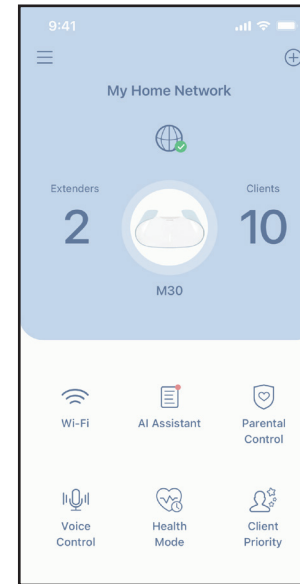 9:41
My Home Network
Extenders
Clients
2
10
M30
Wi-Fi
AI Assistant
Parental
Control
Voice
Control
Health
Mode
Client
Priority